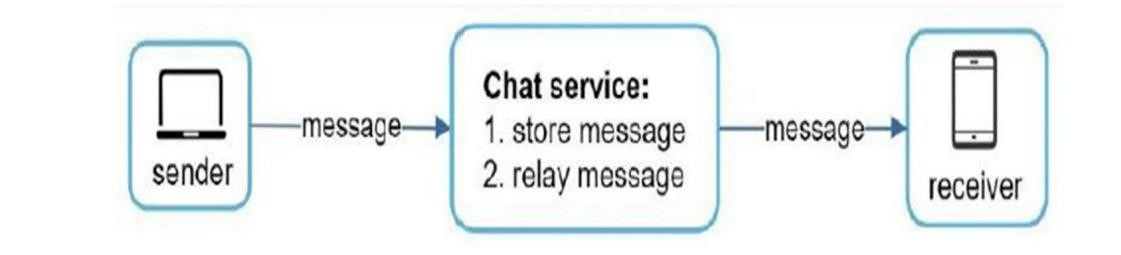 sender
message
Chat service:
1. store message
2. relay message
message
receiver